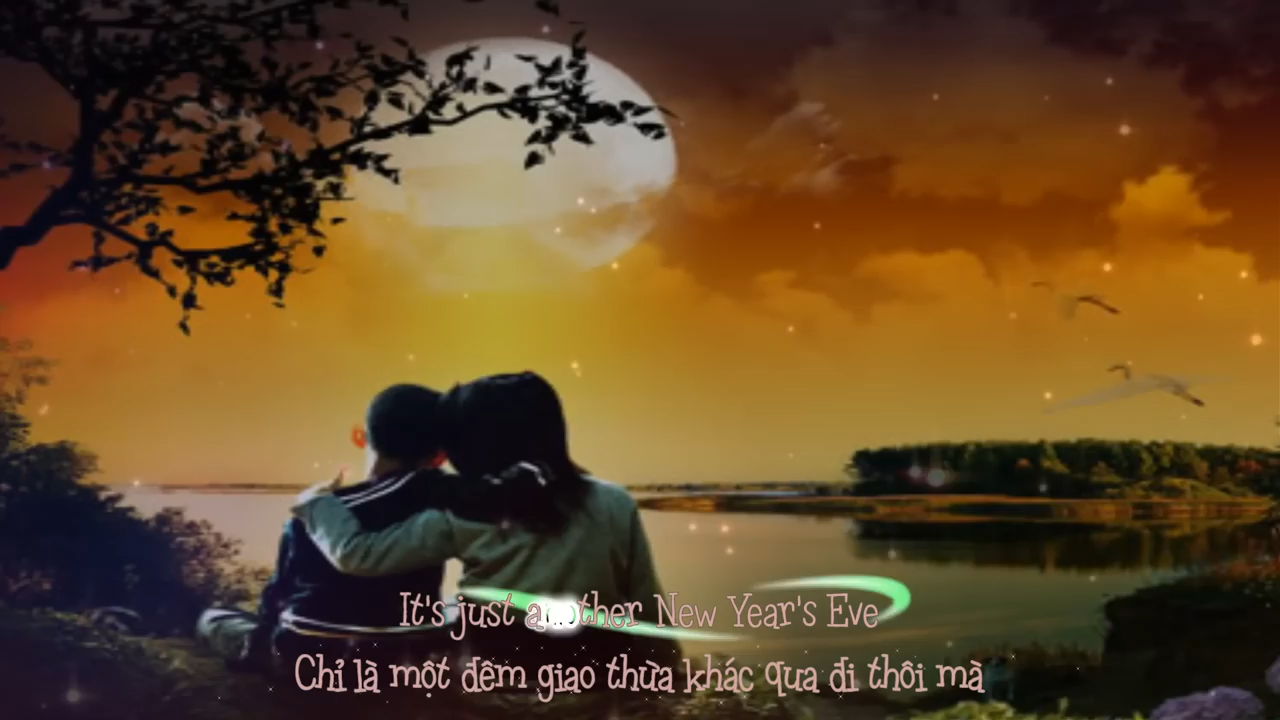 It's just another New Year's Eve
Chỉ là một đêm giao thừa khác qua đi thôi mà